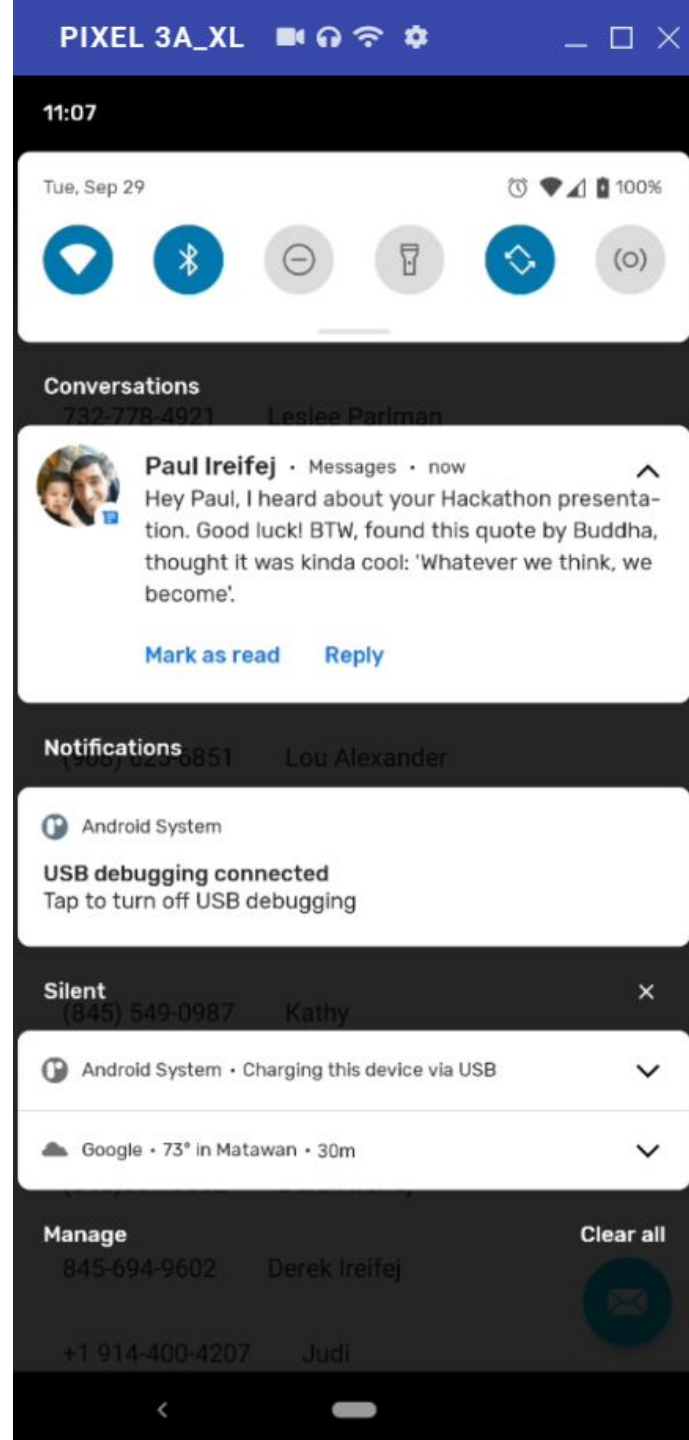 PIXEL 3A_XL
11:07
Tue, Sep 29
100%
Conversations
732-778-4921 Leslee Parlman
Paul Ireifej • Messages • now
Hey Paul, I heard about your Hackathon presenta-
tion. Good luck! BTW, found this quote by Buddha,
thought it was kinda cool: 'Whatever we think, we
become'.
Mark as read Reply
Notifications
Lou Alexander
Android System
USB debugging connected
Tap to turn off USB debugging
Silent
(845) 549-0987 Kathy
Android System • Charging this device via USB
Google • 73° in Matawan • 30m
Manage Clear all
845-694-9602 Derek Ireifej
+1 914-400-4207 Judi